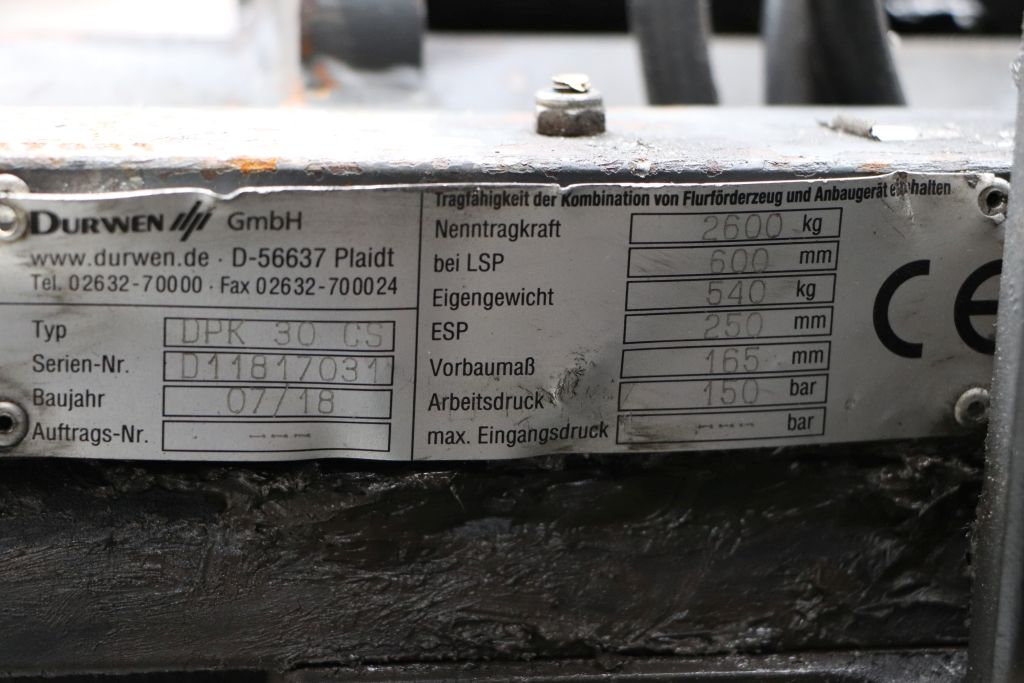 DURWEN GmbH
www.durwen.de · D-56637 Plaidt
Tel. 02632-70000 · Fax 02632-700024
Typ DPK 30 CS
Serien-Nr. D11817031
Baujahr 07/18
Auftrags-Nr. ---
Tragfähigkeit der Kombination von Flurförderzeug und Anbaugerät einhalten
Nenntragkraft 2600 kg
bei LSP 600 mm
Eigengewicht 540 kg
ESP 250 mm
Vorbaumaß 165 mm
Arbeitsdruck 150 bar
max. Eingangsdruck --- bar
CE